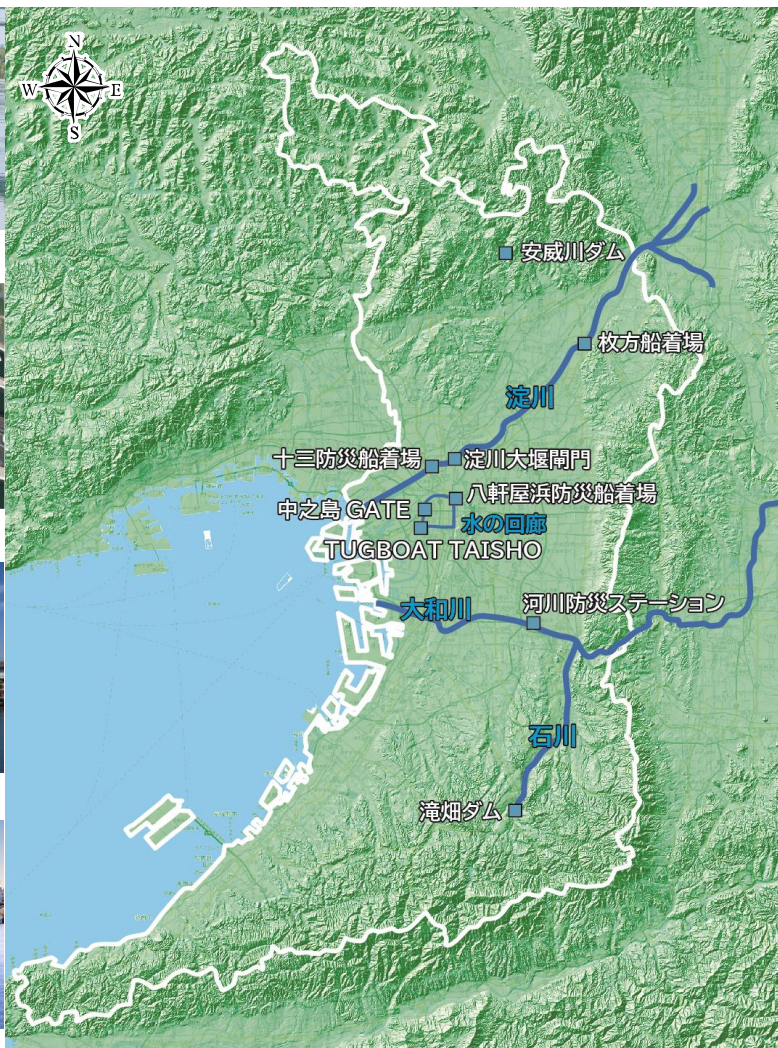 N
W
E
S
安威川ダム
枚方船着場
淀川
十三防災船着場
淀川大堰閘門
八軒屋浜防災船着場
中之島 GATE
水の回廊
TUGBOAT TAISHO
大和川
河川防災ステーション
石川
滝畑ダム